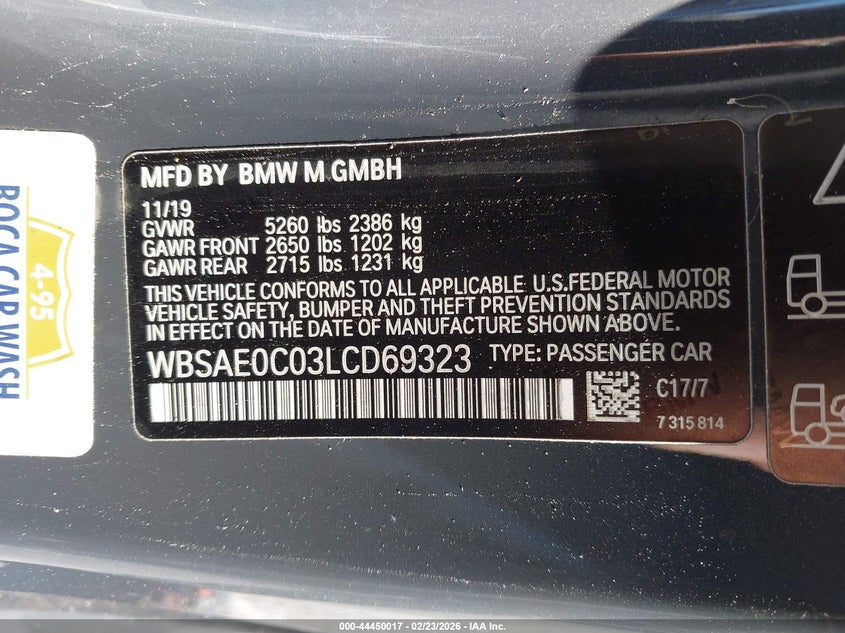 MFD BY BMW M GMBH
11/19
GVWR 5260 lbs 2386 kg
GAWR FRONT 2650 lbs 1202 kg
GAWR REAR 2715 lbs 1231 kg
THIS VEHICLE CONFORMS TO ALL APPLICABLE U.S.FEDERAL MOTOR
VEHICLE SAFETY, BUMPER AND THEFT PREVENTION STANDARDS
IN EFFECT ON THE DATE OF MANUFACTURE SHOWN ABOVE.
WBSAE0C03LCD69323 TYPE: PASSENGER CAR
C17/7
7 315 814
4-95
BOCA CAR WASH
000-44450017 - 02/23/2026 - IAA Inc.